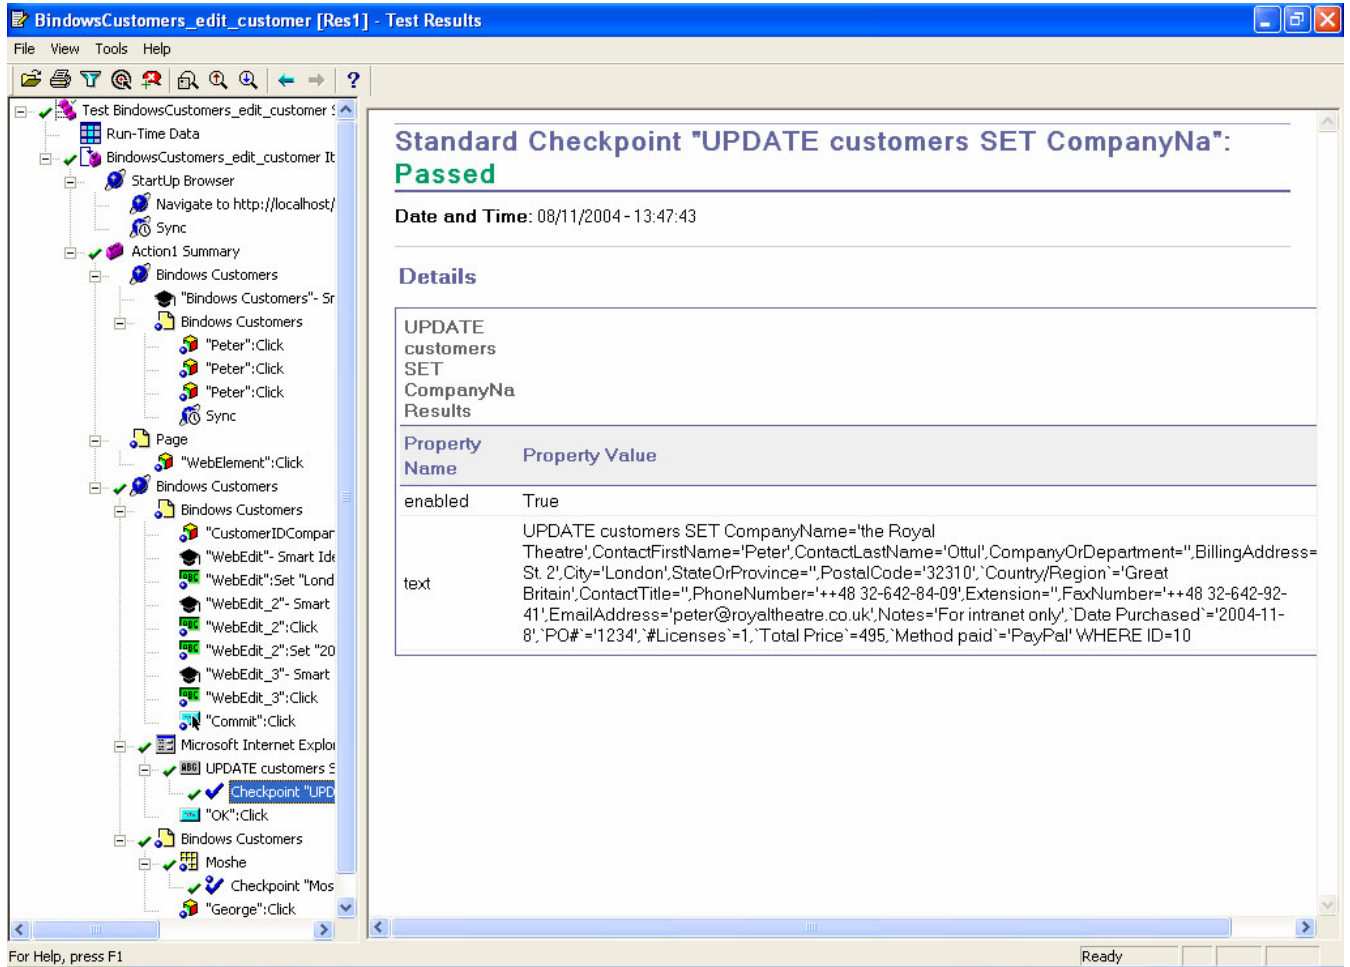 BindowsCustomers_edit_customer [Res1] - Test Results
File View Tools Help
Test BindowsCustomers_edit_customer
Run-Time Data
BindowsCustomers_edit_customer It
StartUp Browser
Navigate to http://localhost/
Sync
Action1 Summary
Bindows Customers
"Bindows Customers"- Sr
Bindows Customers
"Peter":Click
"Peter":Click
"Peter":Click
Sync
Page
"WebElement":Click
Bindows Customers
Bindows Customers
"CustomerIDCompar
"WebEdit"- Smart Ide
"WebEdit":Set "Lond
"WebEdit_2"- Smart
"WebEdit_2":Click
"WebEdit_2":Set "20
"WebEdit_3"- Smart
"WebEdit_3":Click
"Commit":Click
Microsoft Internet Explo
UPDATE customers S
Checkpoint "UPD
"OK":Click
Bindows Customers
Moshe
Checkpoint "Mos
"George":Click
Standard Checkpoint "UPDATE customers SET CompanyNa":
Passed
Date and Time: 08/11/2004 - 13:47:43
Details
UPDATE
customers
SET
CompanyNa
Results
Property
Name
Property Value
enabled True
text
UPDATE customers SET CompanyName='the Royal
Theatre',ContactFirstName='Peter',ContactLastName='Ottul',CompanyOrDepartment='',BillingAddress=
St. 2',City='London',StateOrProvince='',PostalCode='32310',`Country/Region`='Great
Britain',ContactTitle='',PhoneNumber='++48 32-642-84-09',Extension='',FaxNumber='++48 32-642-92-
41',EmailAddress='peter@royaltheatre.co.uk',Notes='For intranet only',`Date Purchased`='2004-11-
8',`PO#`='1234',`#Licenses`=1,`Total Price`=495,`Method paid`='PayPal' WHERE ID=10
For Help, press F1
Ready